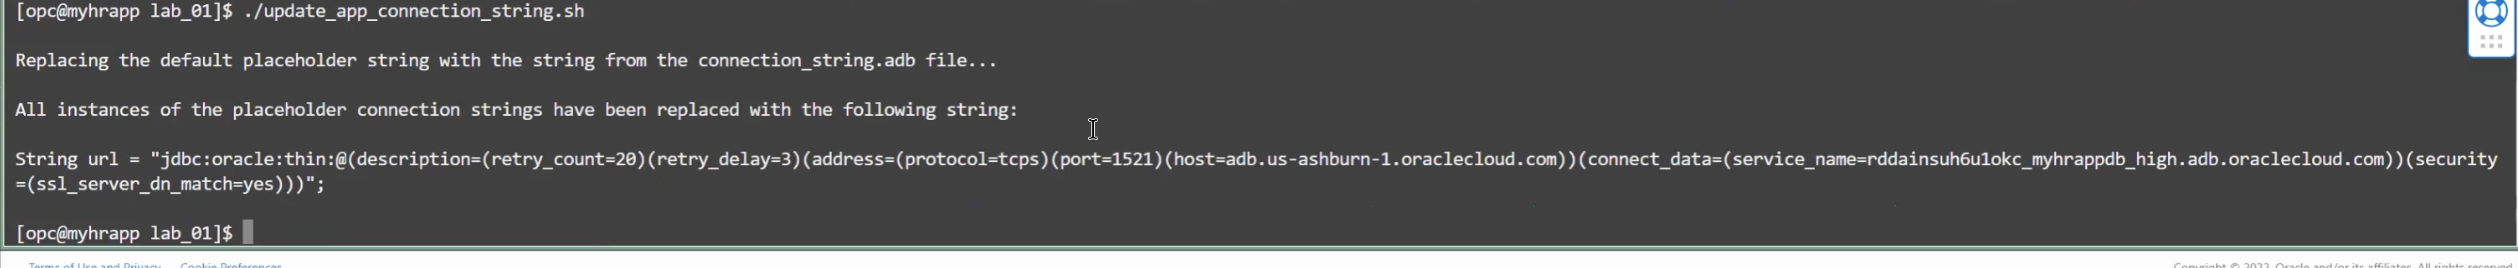 [opc@myhrapp lab_01]$ ./update_app_connection_string.sh
Replacing the default placeholder string with the string from the connection_string.adb file...
All instances of the placeholder connection strings have been replaced with the following string:
String url = "jdbc:oracle:thin:@(description=(retry_count=20)(retry_delay=3)(address=(protocol=tcps)(port=1521)(host=adb.us-ashburn-1.oraclecloud.com))(connect_data=(service_name=rddainsuh6u1okc_myhrappdb_high.adb.oraclecloud.com))(security
=(ssl_server_dn_match=yes)))";
[opc@myhrapp lab_01]$
Terms of Use and Privacy Cookie Preferences
Copyright © 2022, Oracle and/or its affiliates. All rights reserved.